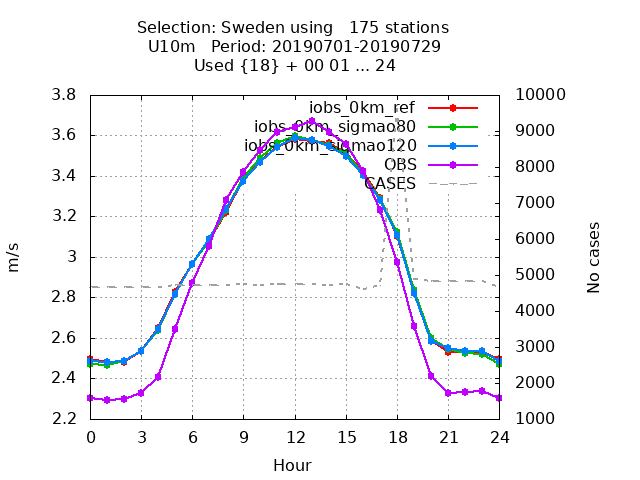 Selection: Sweden using 175 stations
U10m Period: 20190701-20190729
Used {18} + 00 01 ... 24
3.8
3.6
3.4
3.2
3
2.8
2.6
2.4
2.2
m/s
iobs_0km_ref
iobs_0km_sigmao80
iobs_0km_sigmao120
OBS
CASES
10000
9000
8000
7000
6000
5000
4000
3000
2000
1000
No cases
0 3 6 9 12 15 18 21 24
Hour